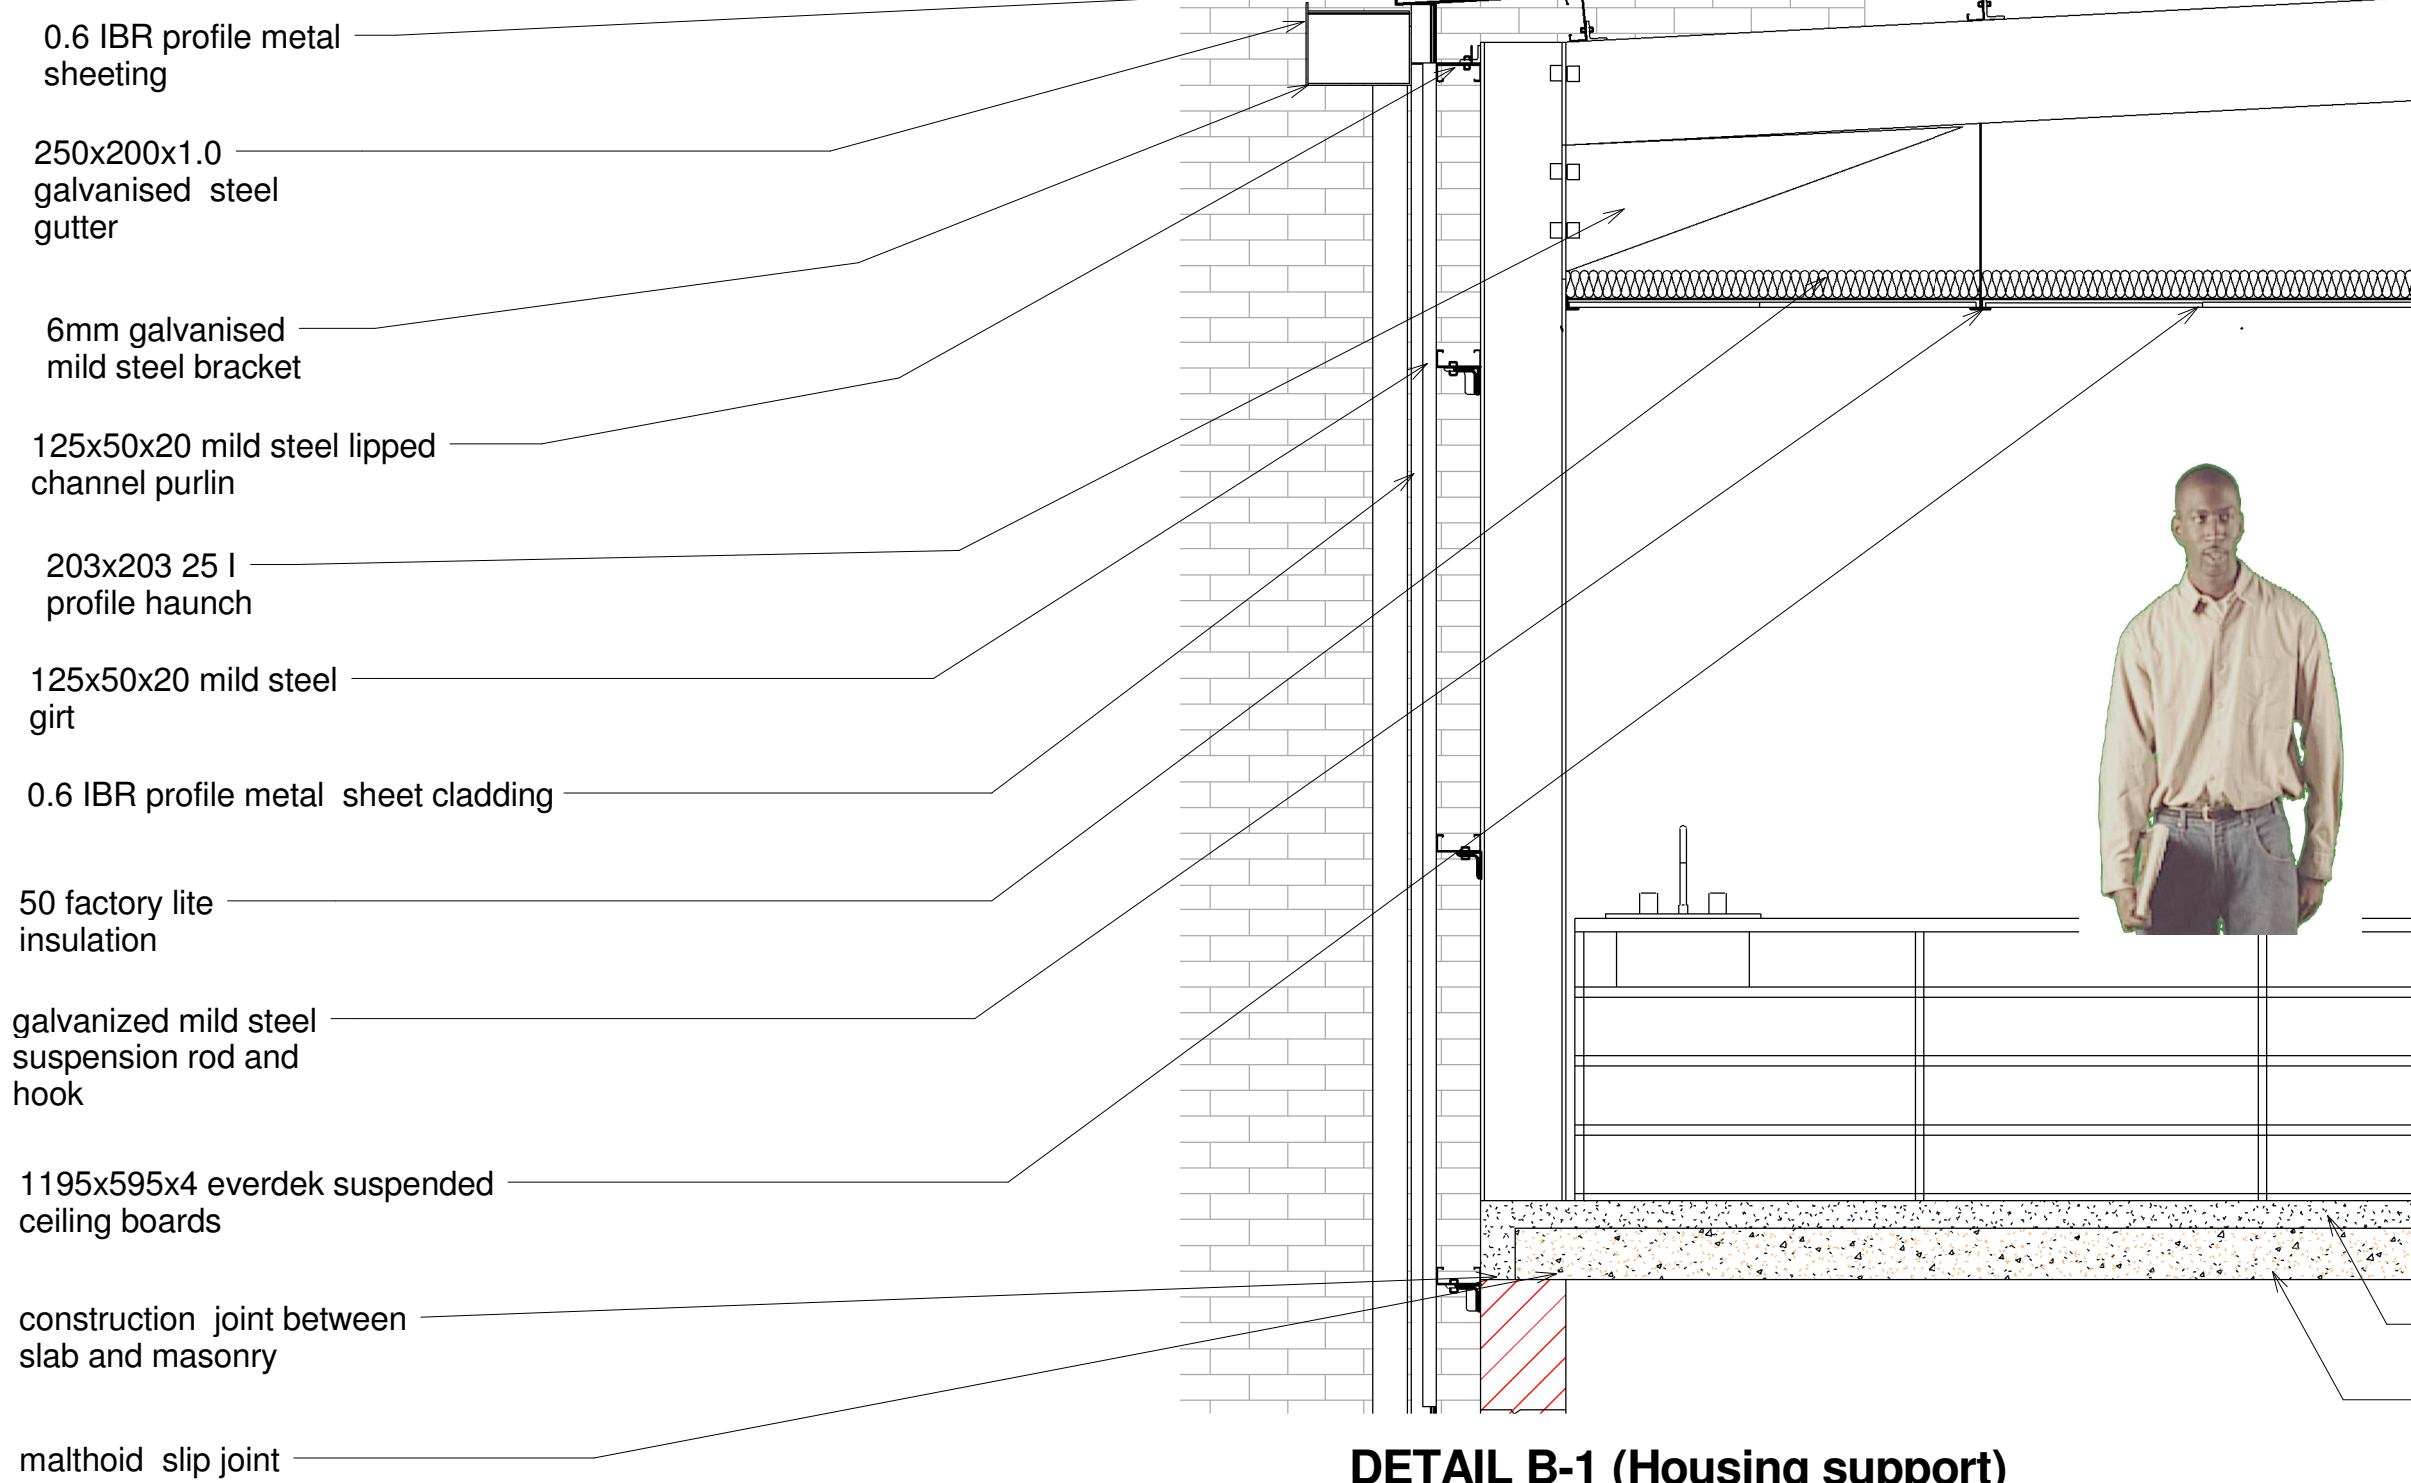 0.6 IBR profile metal
sheeting
250x200x1.0
galvanised steel
gutter
6mm galvanised
mild steel bracket
125x50x20 mild steel lipped
channel purlin
203x203 25 I
profile haunch
125x50x20 mild steel
girt
0.6 IBR profile metal sheet cladding
50 factory lite
insulation
galvanized mild steel
suspension rod and
hook
1195x595x4 everdek suspended
ceiling boards
construction joint between
slab and masonry
malthoid slip joint
DETAIL B-1 (Housing support)